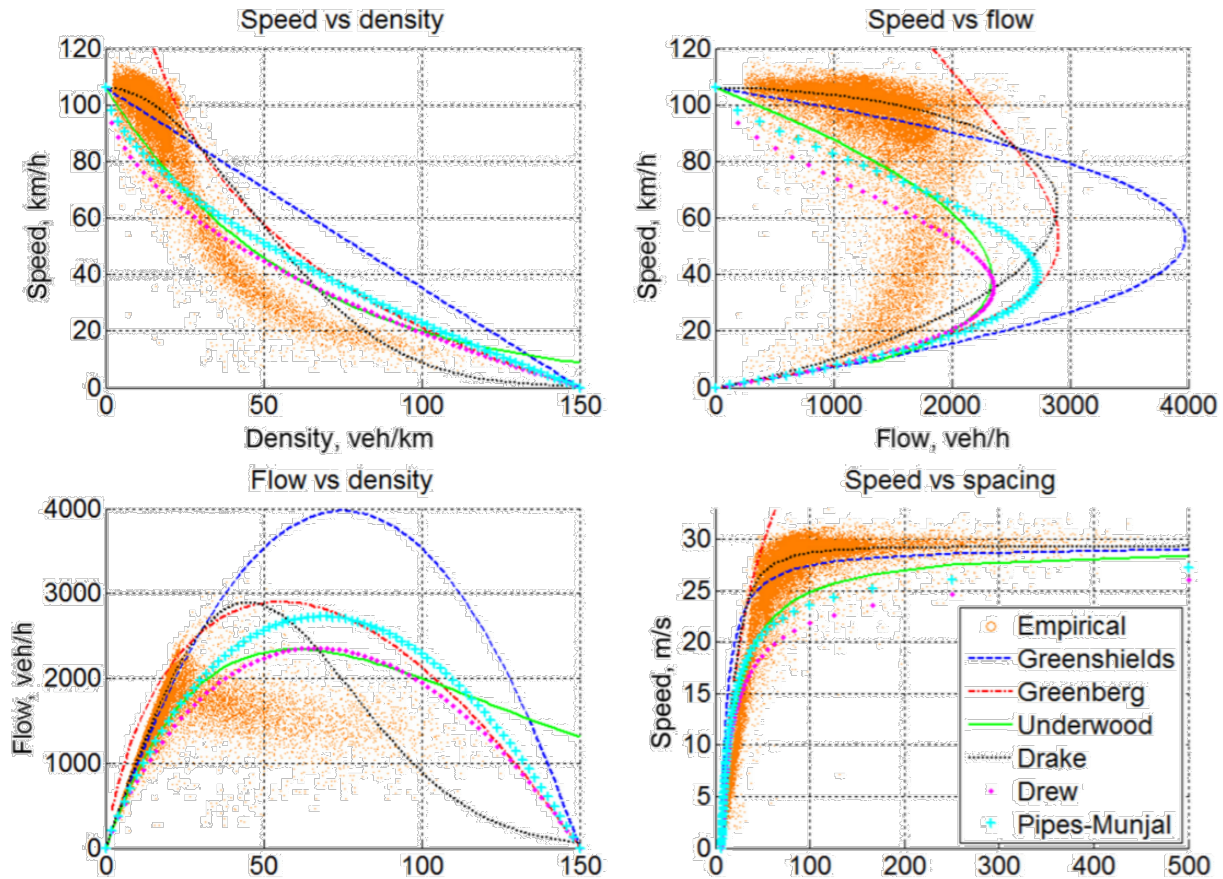 Speed vs density
120
100
80
60
40
20
0
Speed, km/h
0 50 100 150
Density, veh/km
Speed vs flow
120
100
80
60
40
20
0
Speed, km/h
0 1000 2000 3000 4000
Flow, veh/h
Flow vs density
4000
3000
2000
1000
0
Flow, veh/h
0 50 100 150
Speed vs spacing
30
25
20
15
10
5
0
Speed, m/s
0 100 200 300 400 500
Empirical
Greenshields
Greenberg
Underwood
Drake
Drew
Pipes-Munjal